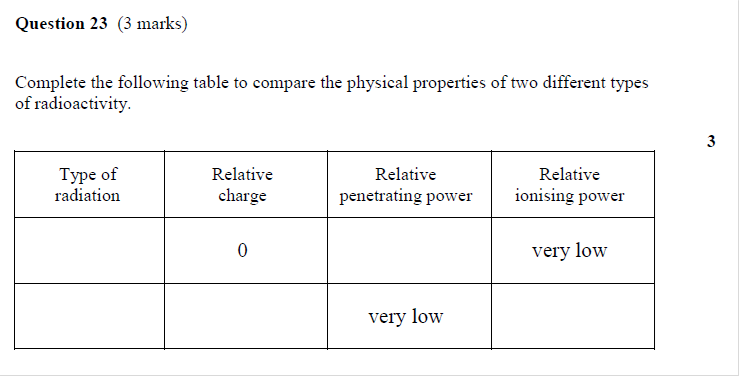 Question 23 (3 marks)
Complete the following table to compare the physical properties of two different types
of radioactivity.
3
Type of
radiation
Relative
charge
Relative
penetrating power
Relative
ionising power
0
very low
very low